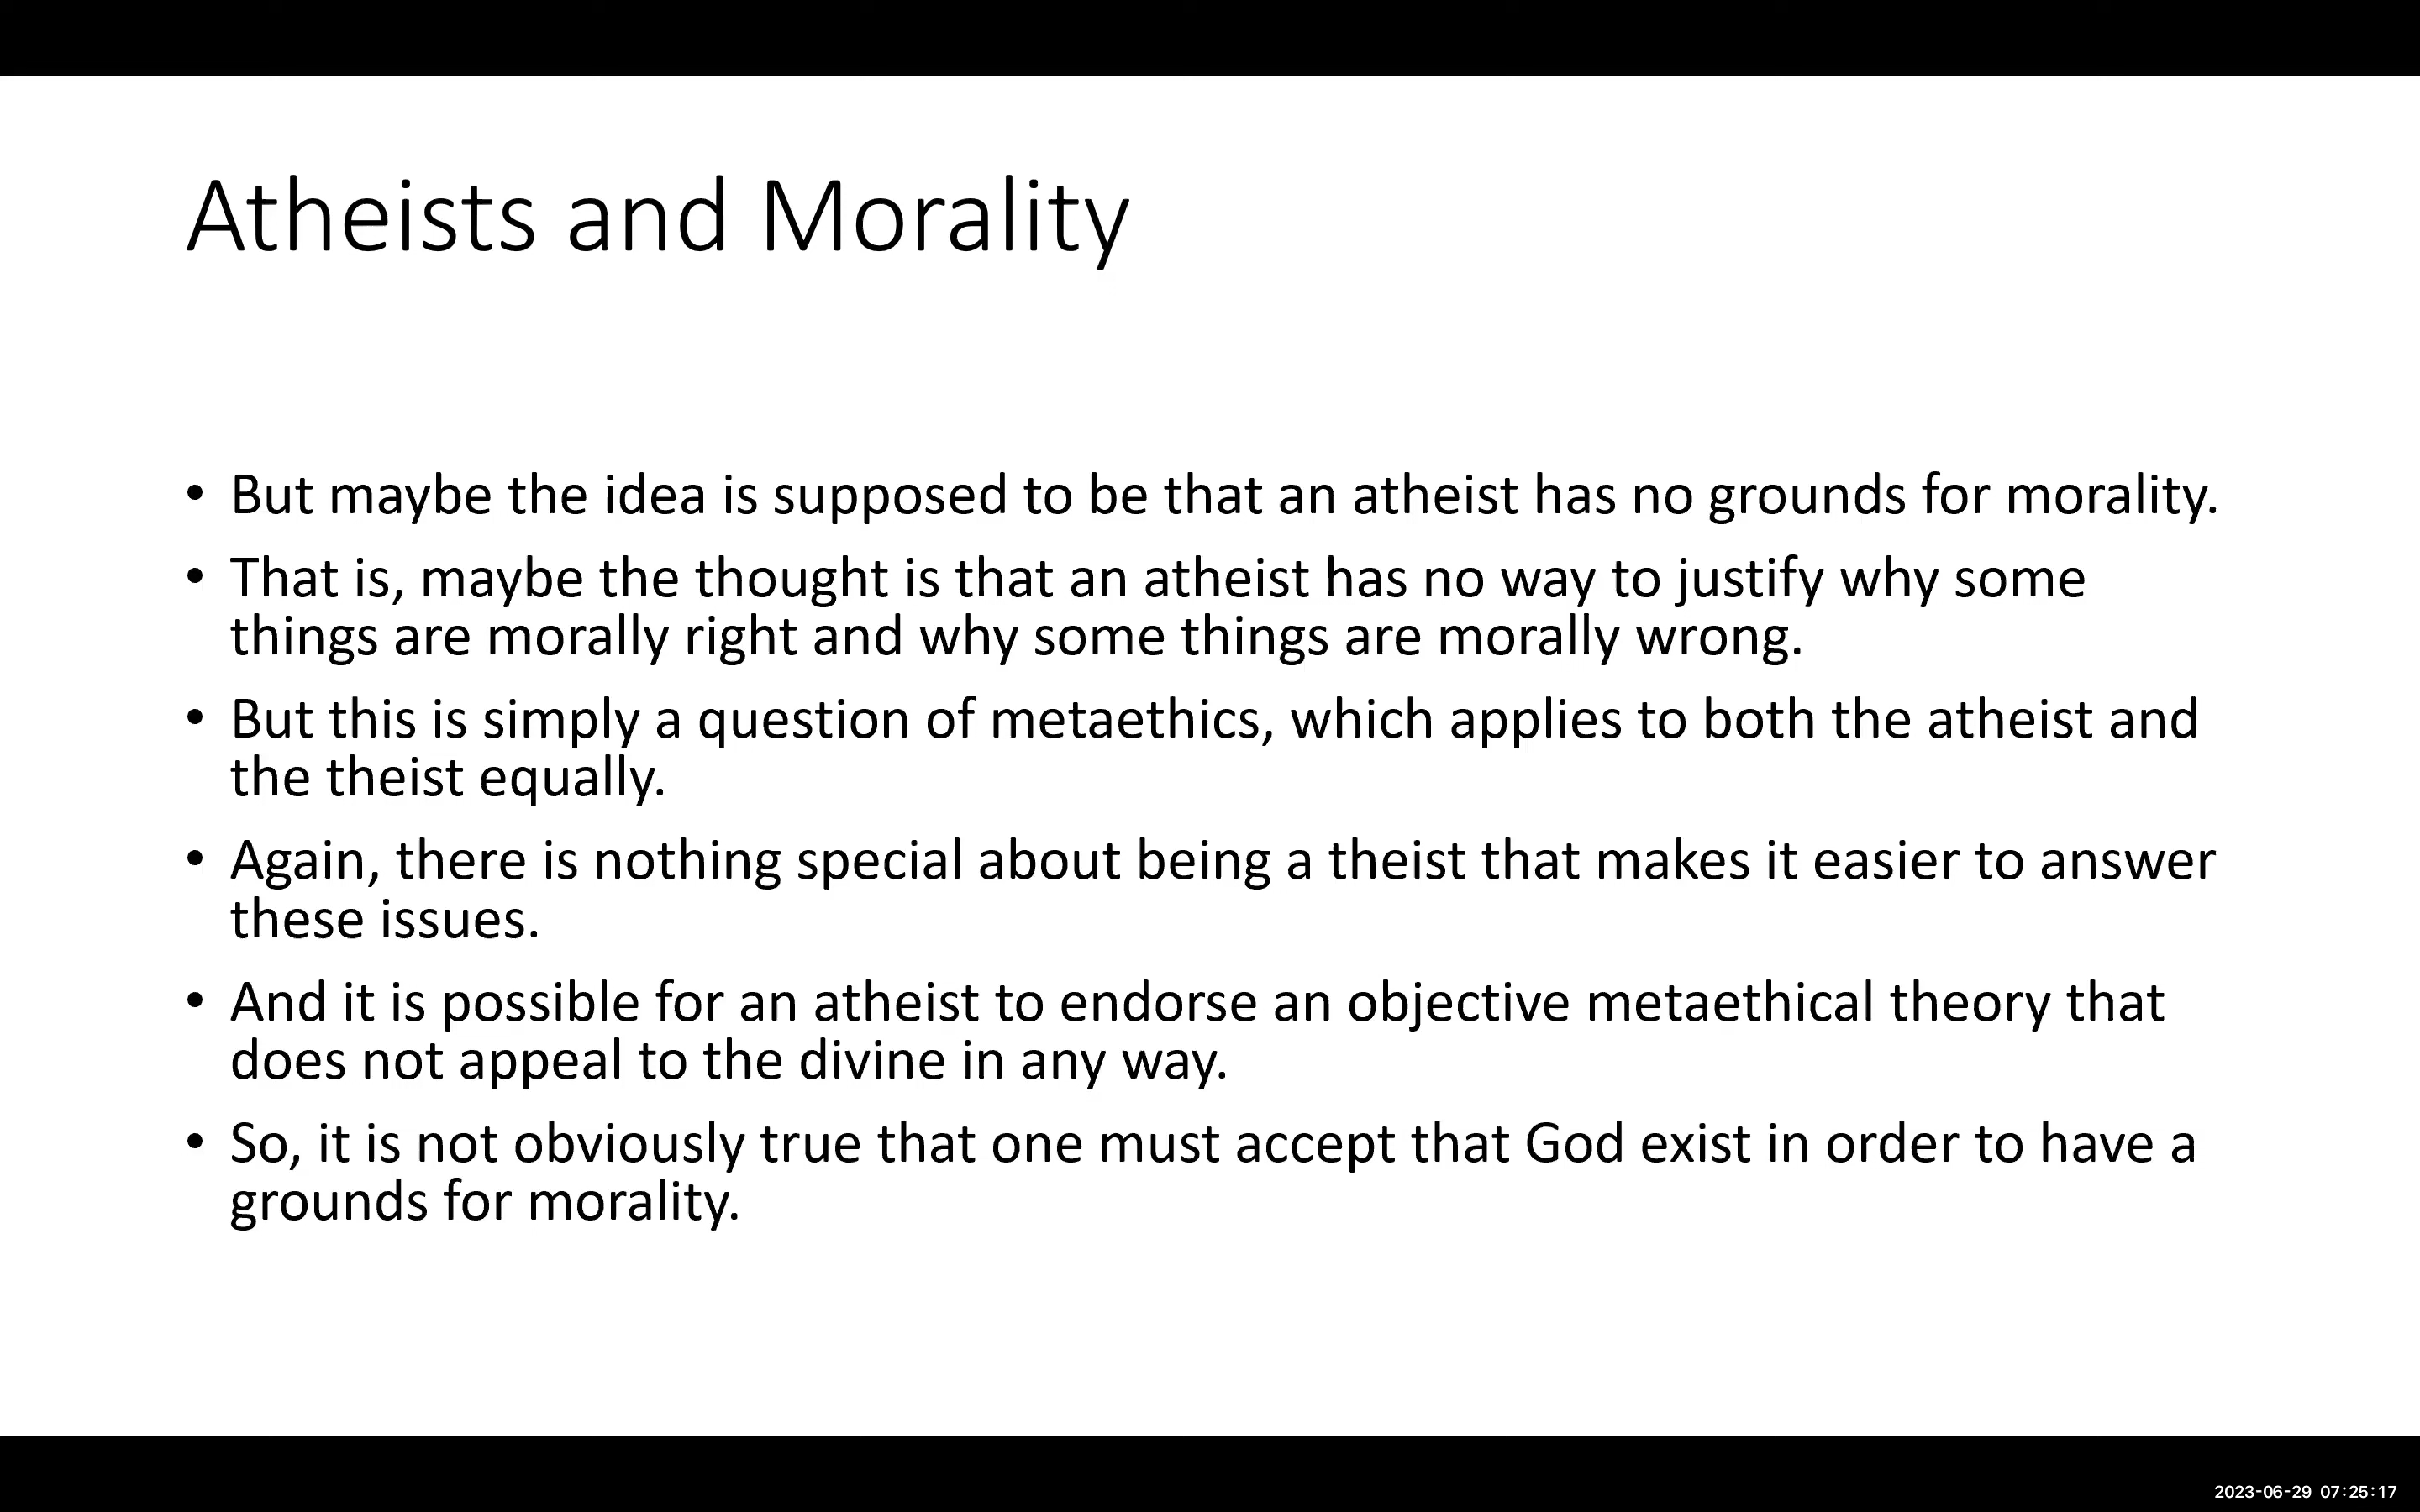 Atheists and Morality
• But maybe the idea is supposed to be that an atheist has no grounds for morality.
• That is, maybe the thought is that an atheist has no way to justify why some
things are morally right and why some things are morally wrong.
• But this is simply a question of metaethics, which applies to both the atheist and
the theist equally.
• Again, there is nothing special about being a theist that makes it easier to answer
these issues.
• And it is possible for an atheist to endorse an objective metaethical theory that
does not appeal to the divine in any way.
• So, it is not obviously true that one must accept that God exist in order to have a
grounds for morality.
2023-06-29 07:25:17